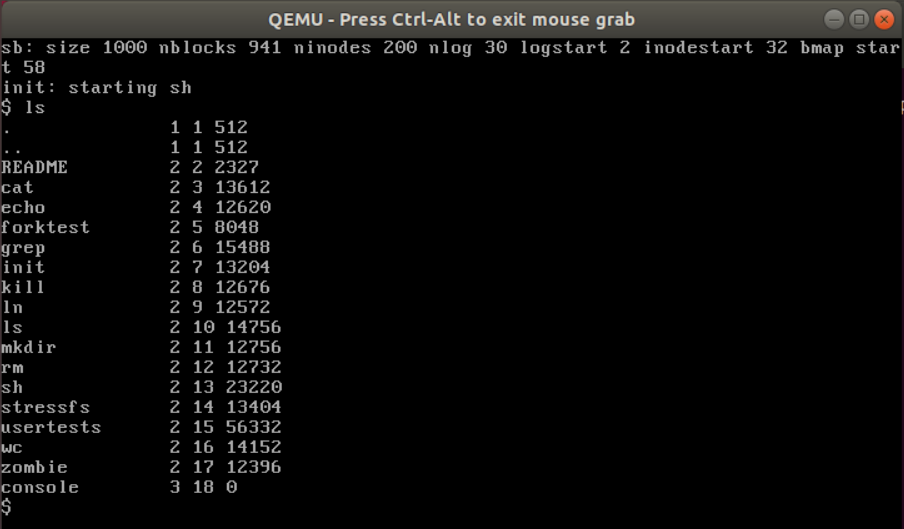 QEMU - Press Ctrl-Alt to exit mouse grab
sb: size 1000 nblocks 941 ninodes 200 nlog 30 logstart 2 inodestart 32 bmap star
t 58
init: starting sh
$ ls
. 1 1 512
.. 1 1 512
README 2 2 2327
cat 2 3 13612
echo 2 4 12620
forktest 2 5 8048
grep 2 6 15488
init 2 7 13204
kill 2 8 12676
ln 2 9 12572
ls 2 10 14756
mkdir 2 11 12756
rm 2 12 12732
sh 2 13 23220
stressfs 2 14 13404
usertests 2 15 56332
wc 2 16 14152
zombie 2 17 12396
console 3 18 0
$